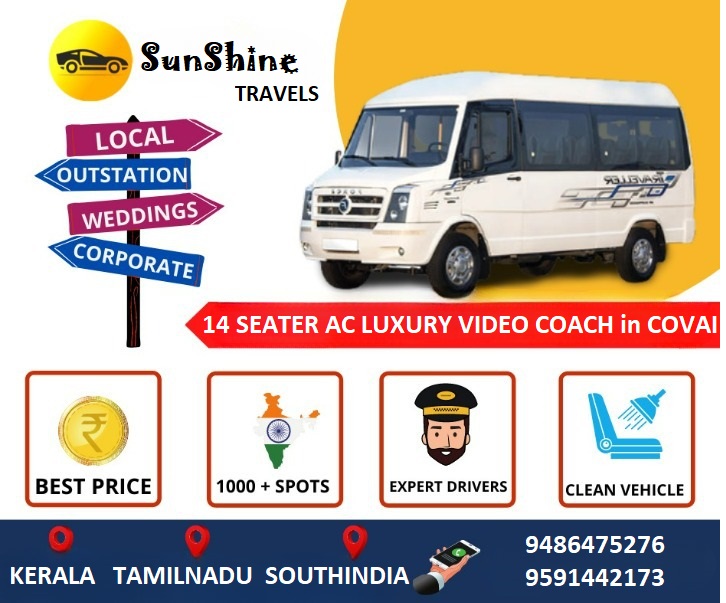 SunShine
TRAVELS
LOCAL
OUTSTATION
WEDDINGS
CORPORATE
14 SEATER AC LUXURY VIDEO COACH in COVAI
BEST PRICE
1000 + SPOTS
EXPERT DRIVERS
CLEAN VEHICLE
KERALA TAMILNADU SOUTHINDIA
9486475276
9591442173